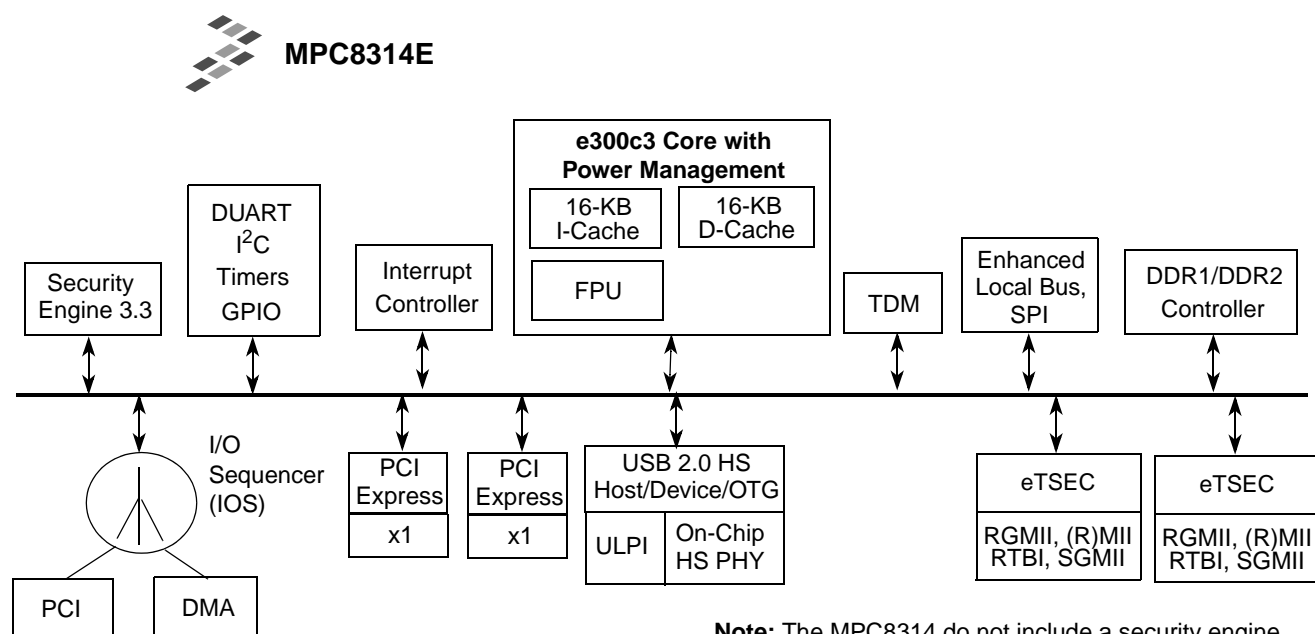 MPC8314E
e300c3 Core with
Power Management
16-KB
I-Cache
16-KB
D-Cache
FPU
DUART
I²C
Timers
GPIO
Security
Engine 3.3
Interrupt
Controller
TDM
Enhanced
Local Bus,
SPI
DDR1/DDR2
Controller
I/O
Sequencer
(IOS)
PCI
Express
x1
PCI
Express
x1
USB 2.0 HS
Host/Device/OTG
ULPI
On-Chip
HS PHY
eTSEC
RGMII, (R)MII
RTBI, SGMII
eTSEC
RGMII, (R)MII
RTBI, SGMII
PCI
DMA
Note: The MPC8314 do not include a security engine